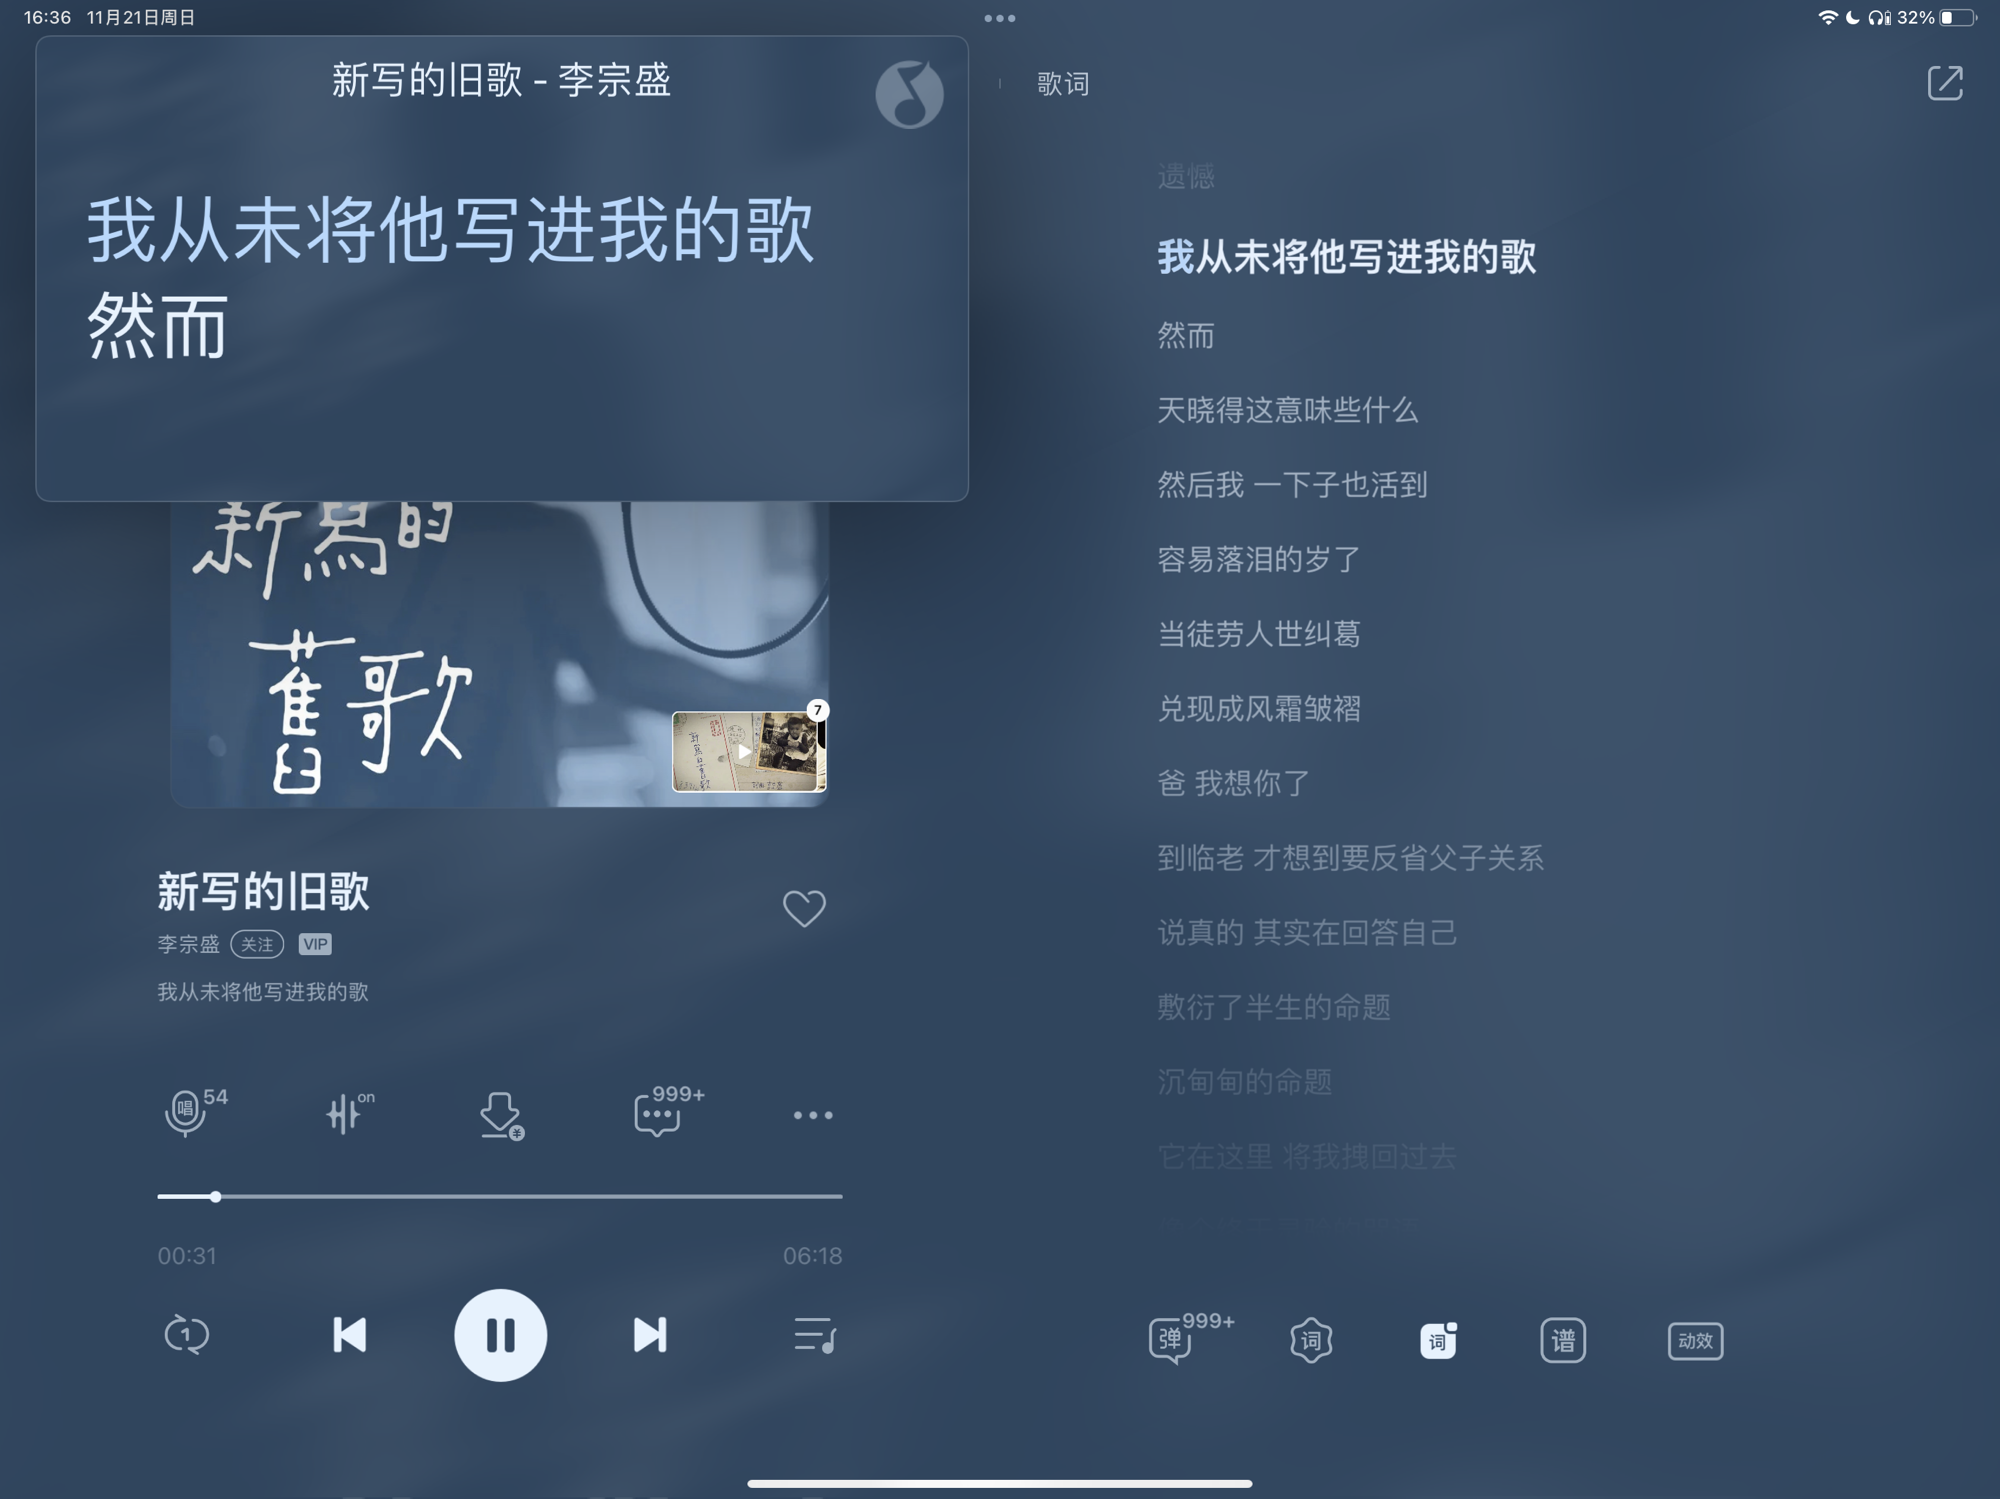 16:36 11月21日周日
32%
新写的旧歌 - 李宗盛
我从未将他写进我的歌
然而
新寫的
舊歌
7
新写的旧歌
李宗盛 关注 VIP
我从未将他写进我的歌
唱 54
on
999+
00:31
06:18
1
歌词
遗憾
我从未将他写进我的歌
然而
天晓得这意味些什么
然后我 一下子也活到
容易落泪的岁了
当徒劳人世纠葛
兑现成风霜皱褶
爸 我想你了
到临老 才想到要反省父子关系
说真的 其实在回答自己
敷衍了半生的命题
沉甸甸的命题
它在这里 将我拽回过去
弹 999+
词
词
谱
动效